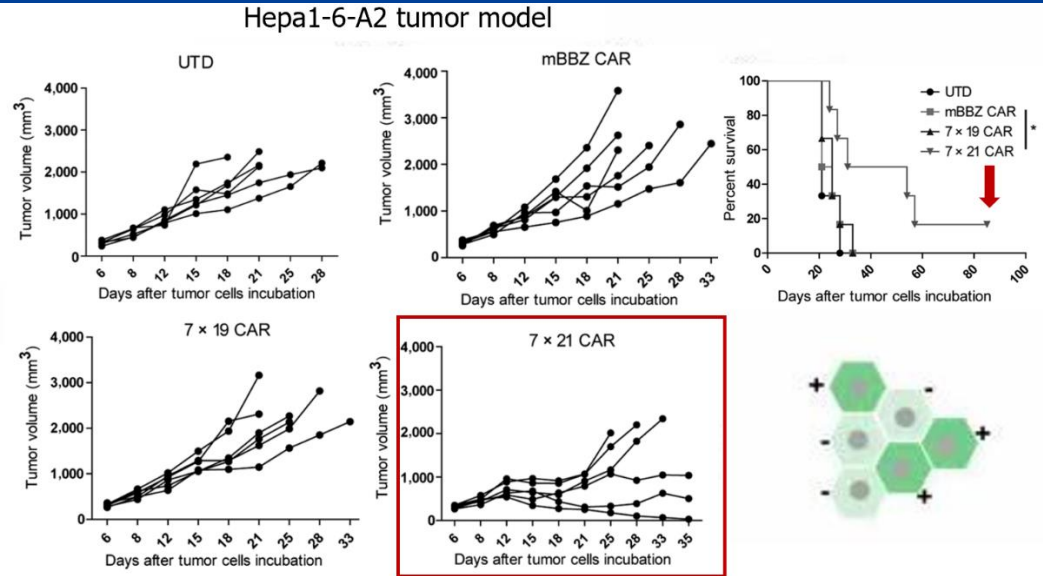 Hepa1-6-A2 tumor model
UTD
Tumor volume (mm³)
4,000
3,000
2,000
1,000
0
6 8 12 15 18 21 25 28
Days after tumor cells incubation
mBBZ CAR
Tumor volume (mm³)
4,000
3,000
2,000
1,000
0
6 8 12 15 18 21 25 28 33
Days after tumor cells incubation
Percent survival
100
80
60
40
20
0
0 20 40 60 80 100
Days after tumor cells incubation
UTD
mBBZ CAR
7 × 19 CAR
7 × 21 CAR
*
7 × 19 CAR
Tumor volume (mm³)
4,000
3,000
2,000
1,000
0
6 8 12 15 18 21 25 28 33
Days after tumor cells incubation
7 × 21 CAR
Tumor volume (mm³)
4,000
3,000
2,000
1,000
0
6 8 12 15 18 21 25 28 33 35
Days after tumor cells incubation
+
-
-
+
-
+